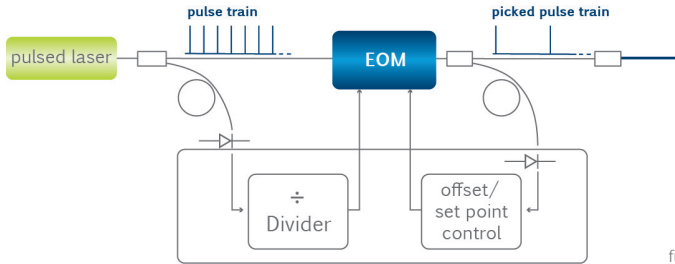 pulse train
picked pulse train
pulsed laser
EOM
÷
Divider
offset/
set point
control